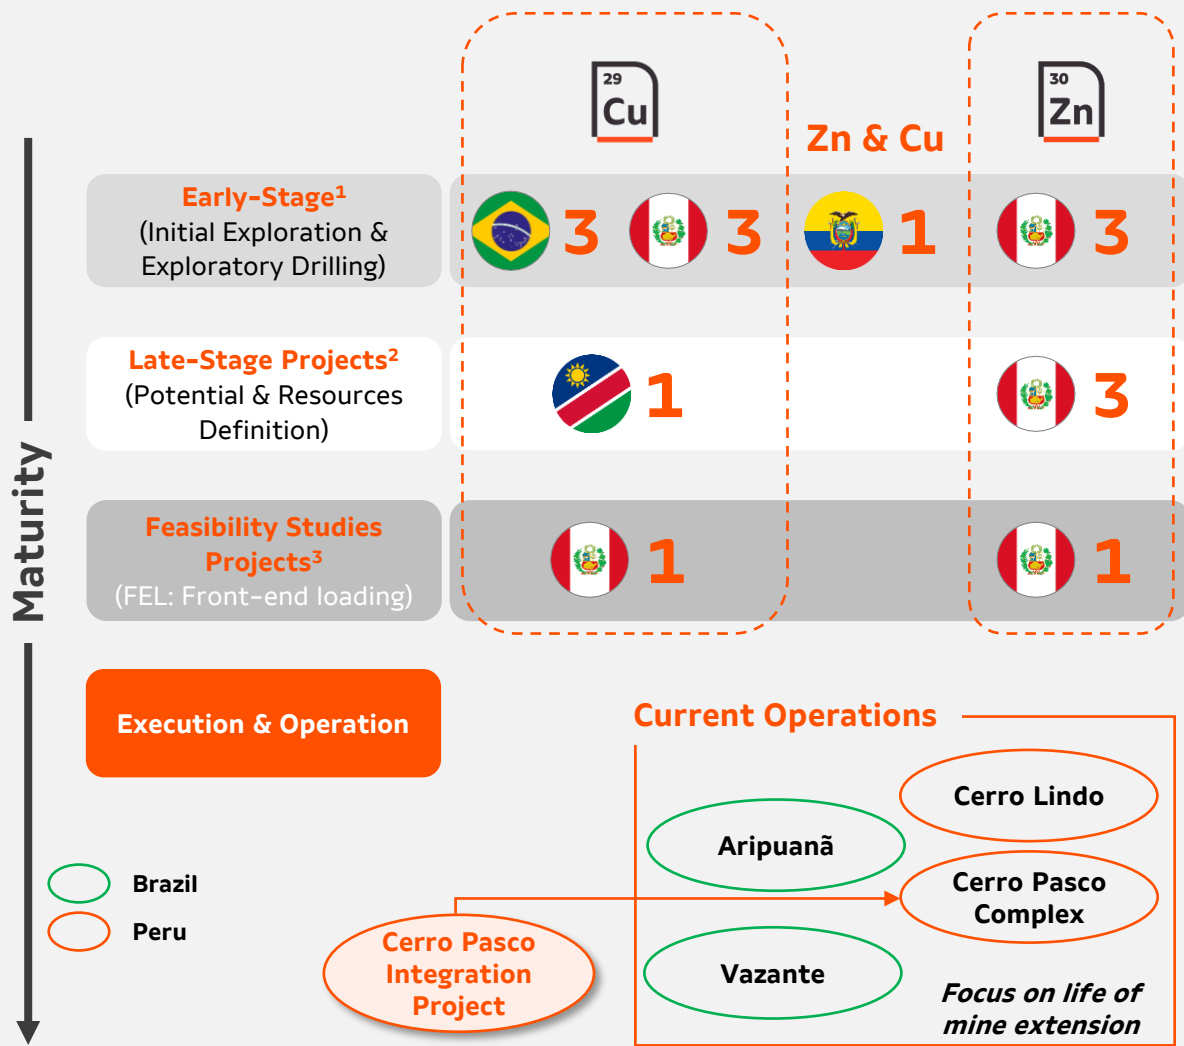 29
Cu
30
Zn
Zn & Cu
Early-Stage¹
(Initial Exploration &
Exploratory Drilling)
3
3
1
3
Late-Stage Projects²
(Potential & Resources
Definition)
1
3
Feasibility Studies
Projects³
(FEL: Front-end loading)
1
1
Maturity
Execution & Operation
Current Operations
Cerro Lindo
Aripuanã
Cerro Pasco
Complex
Brazil
Peru
Cerro Pasco
Integration
Project
Vazante
Focus on life of
mine extension